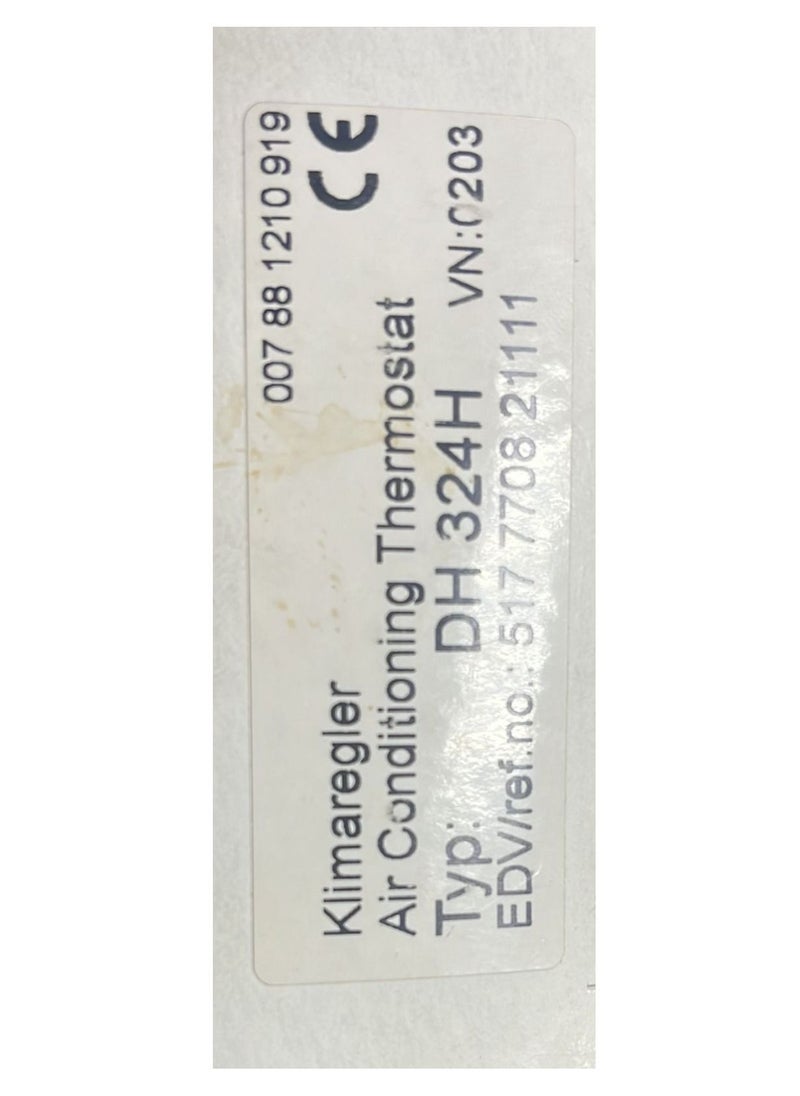 007 88 1210 919
Klimaregler CE
Air Conditioning Thermostat
Typ: DH 324H VN:0203
EDV/ref.no.: 517 7708 21111